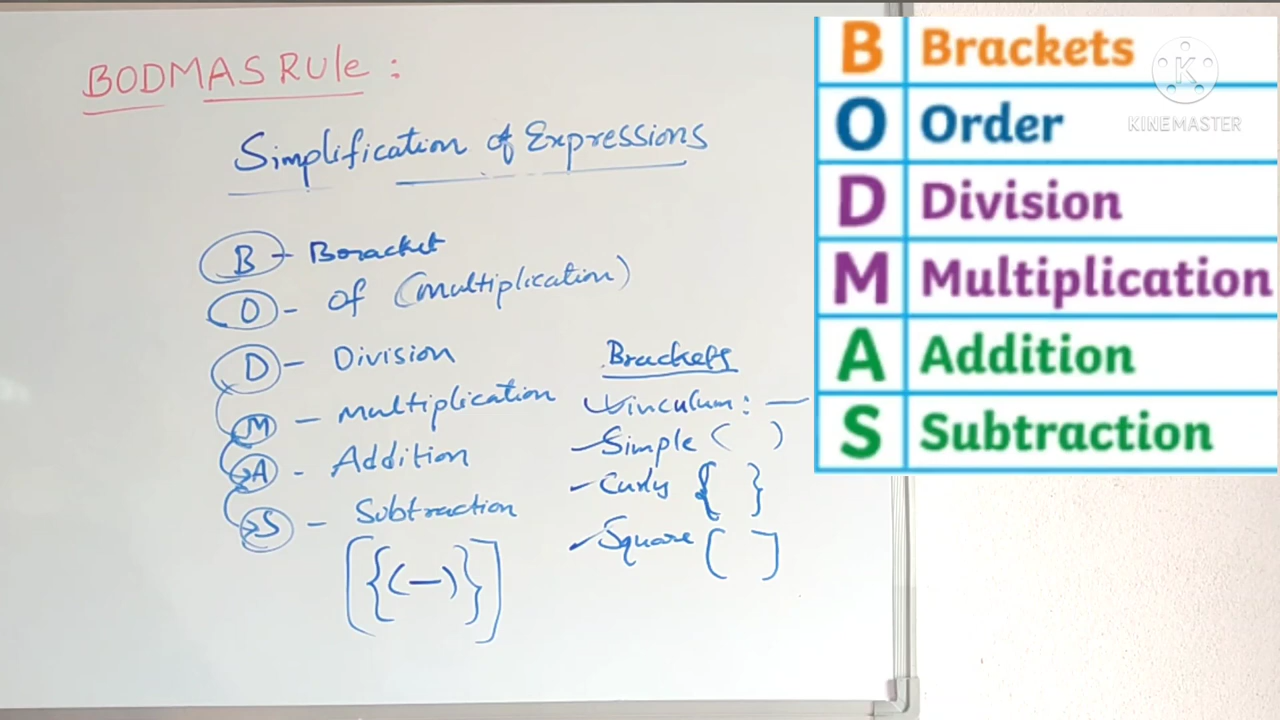 BODMAS Rule :
Simplification of Expressions
B - Boracket
O - of (multiplication)
D - Division
M - multiplication
A - Addition
S - Subtraction
[{(—)}]
Brackets
Vinculum : —
Simple ( )
Curly { }
Square [ ]
B Brackets
O Order
D Division
M Multiplication
A Addition
S Subtraction
K
KINEMASTER